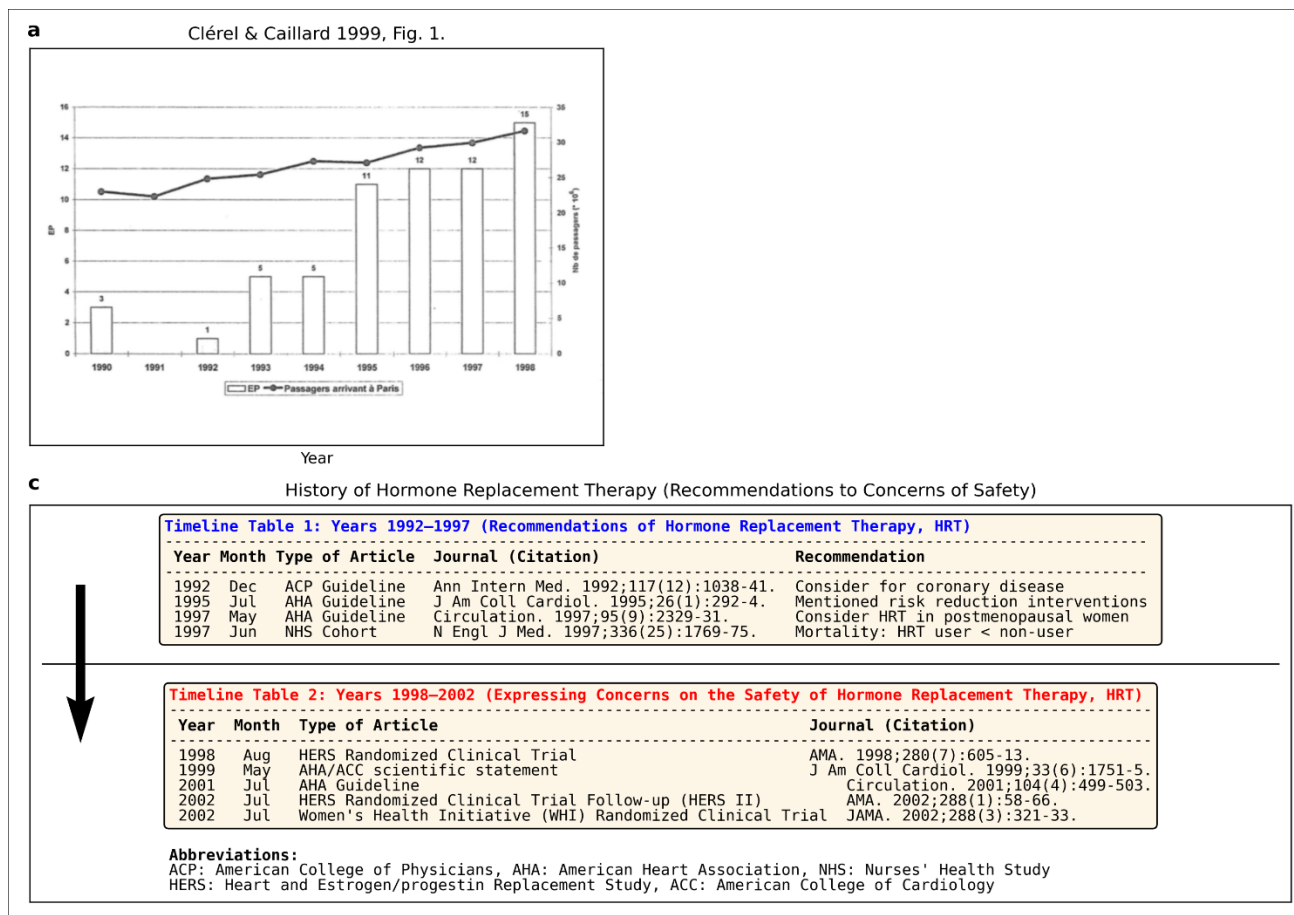 a
Clérel & Caillard 1999, Fig. 1.
16 14 12 10 8 6 4 2 0
EP
35 30 25 20 15 10 5 0
Nb de passagers (* 10⁶)
3 1 5 5 11 12 12 15
1990 1991 1992 1993 1994 1995 1996 1997 1998
EP Passagers arrivant à Paris
Year
c
History of Hormone Replacement Therapy (Recommendations to Concerns of Safety)
Timeline Table 1: Years 1992–1997 (Recommendations of Hormone Replacement Therapy, HRT)
Year Month Type of Article Journal (Citation) Recommendation
1992 Dec ACP Guideline Ann Intern Med. 1992;117(12):1038-41. Consider for coronary disease
1995 Jul AHA Guideline J Am Coll Cardiol. 1995;26(1):292-4. Mentioned risk reduction interventions
1997 May AHA Guideline Circulation. 1997;95(9):2329-31. Consider HRT in postmenopausal women
1997 Jun NHS Cohort N Engl J Med. 1997;336(25):1769-75. Mortality: HRT user < non-user
Timeline Table 2: Years 1998–2002 (Expressing Concerns on the Safety of Hormone Replacement Therapy, HRT)
Year Month Type of Article Journal (Citation)
1998 Aug HERS Randomized Clinical Trial AMA. 1998;280(7):605-13.
1999 May AHA/ACC scientific statement J Am Coll Cardiol. 1999;33(6):1751-5.
2001 Jul AHA Guideline Circulation. 2001;104(4):499-503.
2002 Jul HERS Randomized Clinical Trial Follow-up (HERS II) AMA. 2002;288(1):58-66.
2002 Jul Women's Health Initiative (WHI) Randomized Clinical Trial JAMA. 2002;288(3):321-33.
Abbreviations:
ACP: American College of Physicians, AHA: American Heart Association, NHS: Nurses' Health Study
HERS: Heart and Estrogen/progestin Replacement Study, ACC: American College of Cardiology